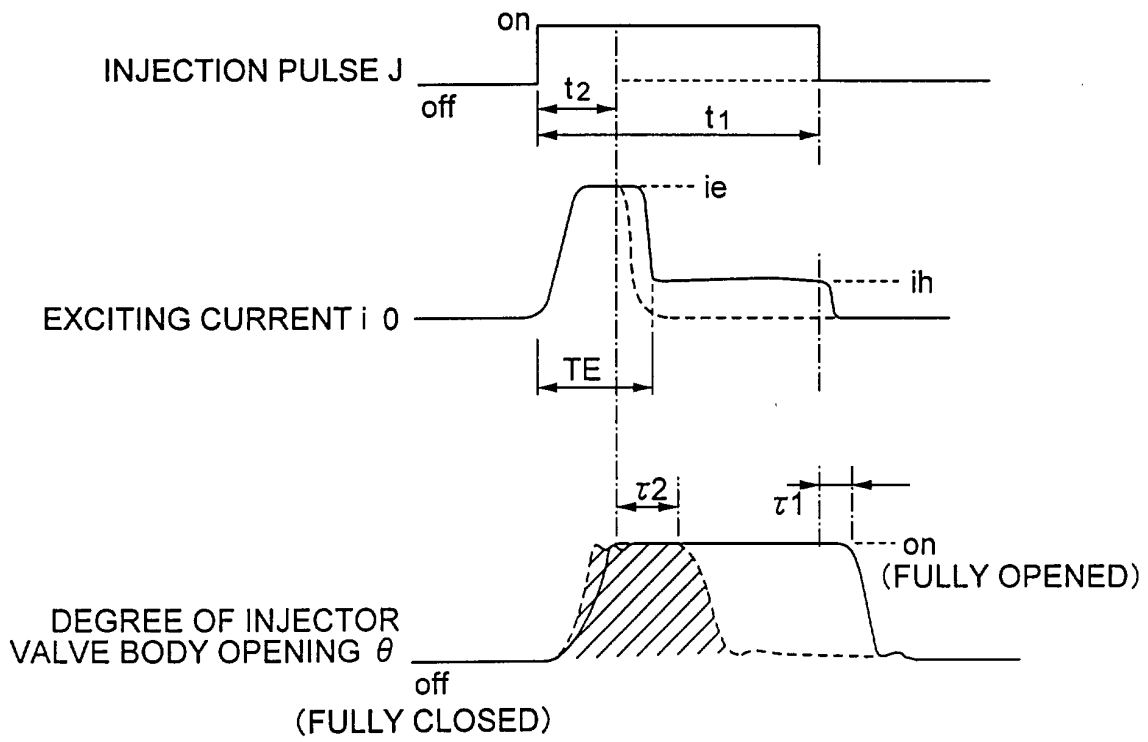 on
INJECTION PULSE J
off
t2
t1
ie
ih
EXCITING CURRENT i 0
TE
τ2
τ1
on
(FULLY OPENED)
DEGREE OF INJECTOR
VALVE BODY OPENING θ
off
(FULLY CLOSED)